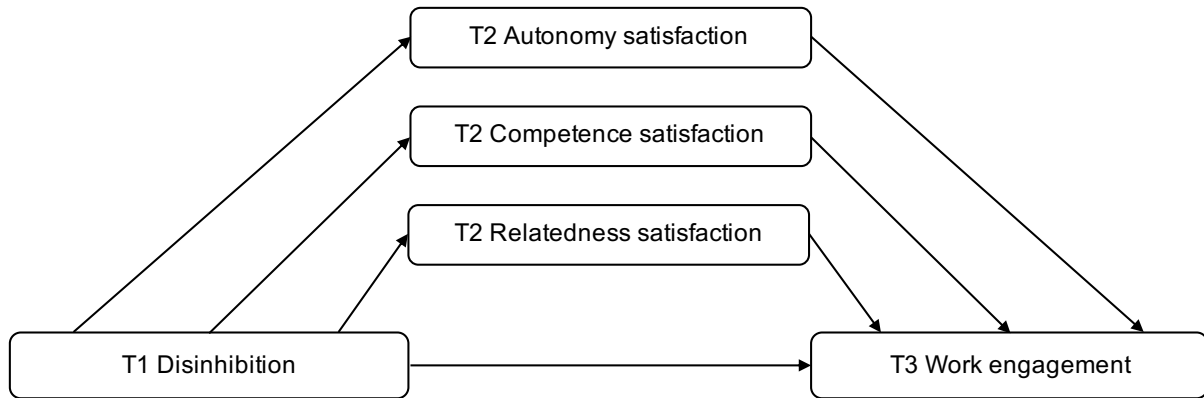 T2 Autonomy satisfaction
T2 Competence satisfaction
T2 Relatedness satisfaction
T1 Disinhibition
T3 Work engagement